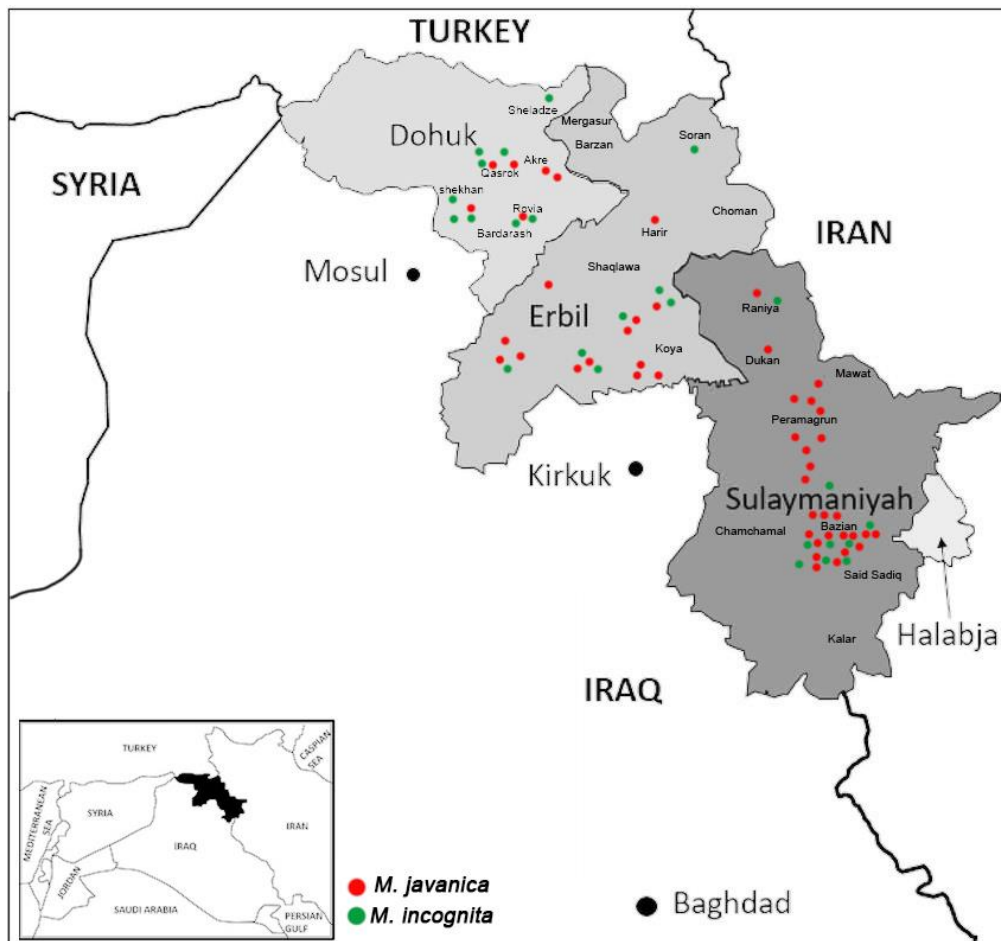 TURKEY
Sheladze
Mergasur
Barzan
Soran
Dohuk
Akre
Qasrok
SYRIA
shekhan
Rovia
Choman
Bardarash
Harir
IRAN
Mosul
Shaqlawa
Raniya
Erbil
Koya
Dukan
Mawat
Peramagrun
Kirkuk
Sulaymaniyah
Chamchamal
Bazian
Said Sadiq
Halabja
Kalar
IRAQ
TURKEY
CASPIAN
SEA
MEDITERRANEAN
SEA
SYRIA
IRAN
IRAQ
JORDAN
SAUDI ARABIA
PERSIAN
GULF
M. javanica
M. incognita
Baghdad